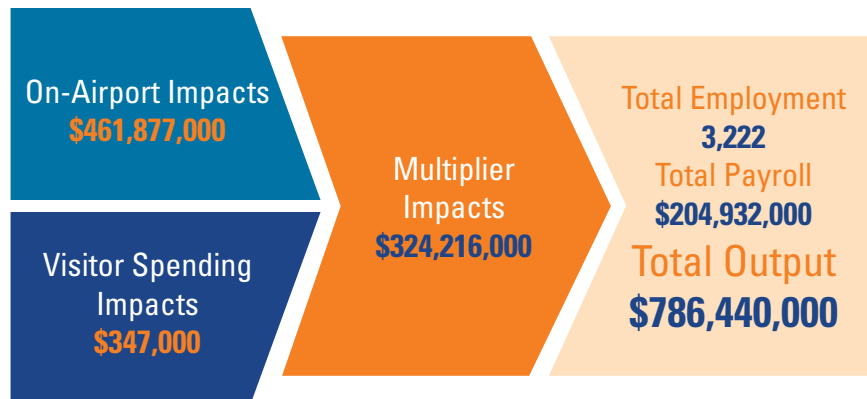 On-Airport Impacts
$461,877,000
Visitor Spending
Impacts
$347,000
Multiplier
Impacts
$324,216,000
Total Employment
3,222
Total Payroll
$204,932,000
Total Output
$786,440,000